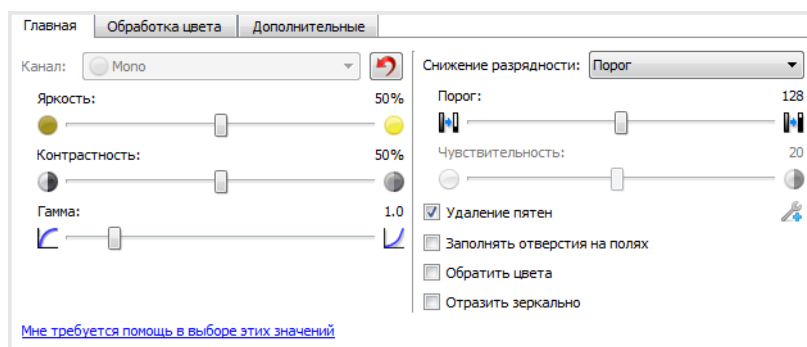 Главная Обработка цвета Дополнительные
Канал: Mono
Яркость: 50%
Контрастность: 50%
Гамма: 1.0
Мне требуется помощь в выборе этих значений
Снижение разрядности: Порог
Порог: 128
Чувствительность: 20
Удаление пятен
Заполнять отверстия на полях
Обратить цвета
Отразить зеркально